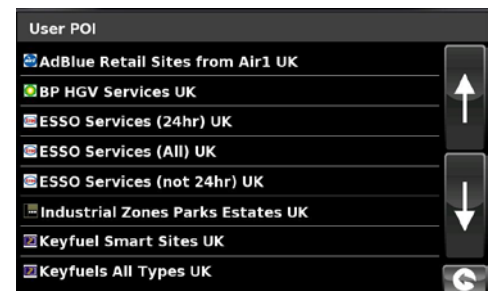 User POI
AdBlue Retail Sites from Air1 UK
BP HGV Services UK
ESSO Services (24hr) UK
ESSO Services (All) UK
ESSO Services (not 24hr) UK
Industrial Zones Parks Estates UK
Keyfuel Smart Sites UK
Keyfuels All Types UK